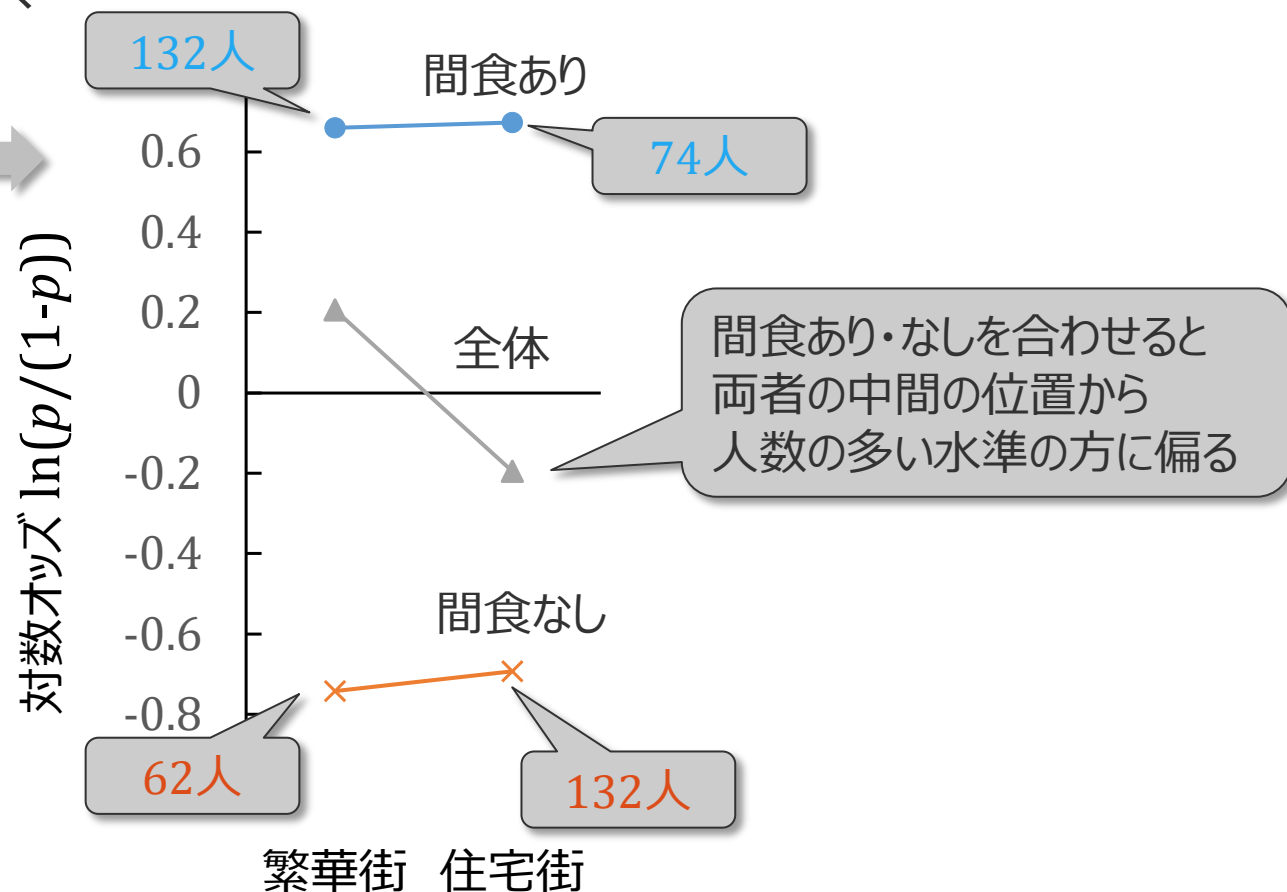 132人
間食あり
74人
0.6
0.4
0.2
0
-0.2
-0.4
-0.6
-0.8
対数オッズ ln(p/(1-p))
全体
間食あり・なしを合わせると
両者の中間の位置から
人数の多い水準の方に偏る
間食なし
62人
132人
繁華街 住宅街